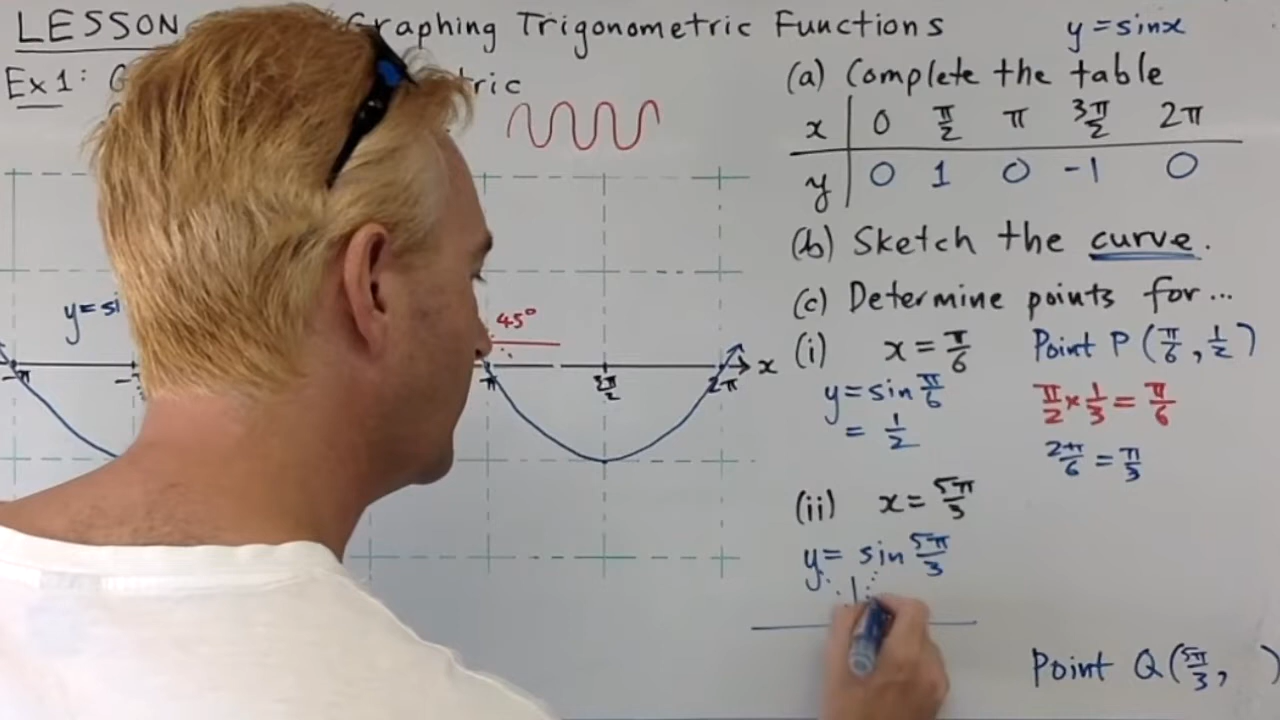 LESSON Graphing Trigonometric Functions
y = sinx
Ex 1:
(a) Complete the table
x | 0 π/2 π 3π/2 2π
y | 0 1 0 -1 0
(b) Sketch the curve.
(c) Determine points for...
(i) x = π/6
Point P (π/6, 1/2)
y = sin π/6
= 1/2
π/2 × 1/3 = π/6
2π/6 = π/3
(ii) x = 5π/3
y = sin 5π/3
Point Q (5π/3, )
45°
-π π 3π/2 2π x